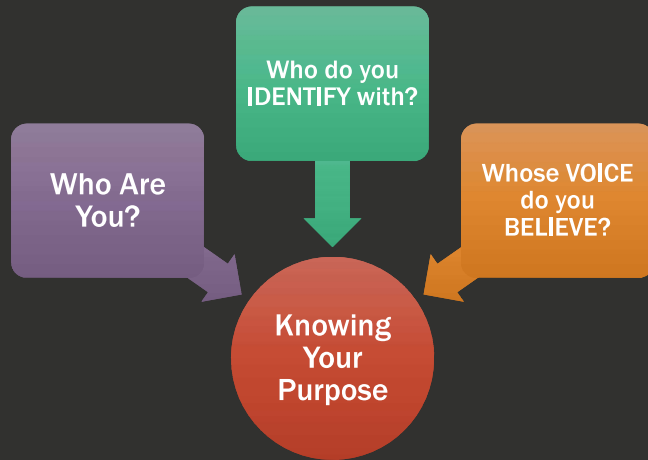 Who do you
IDENTIFY with?
Who Are
You?
Whose VOICE
do you
BELIEVE?
Knowing
Your
Purpose